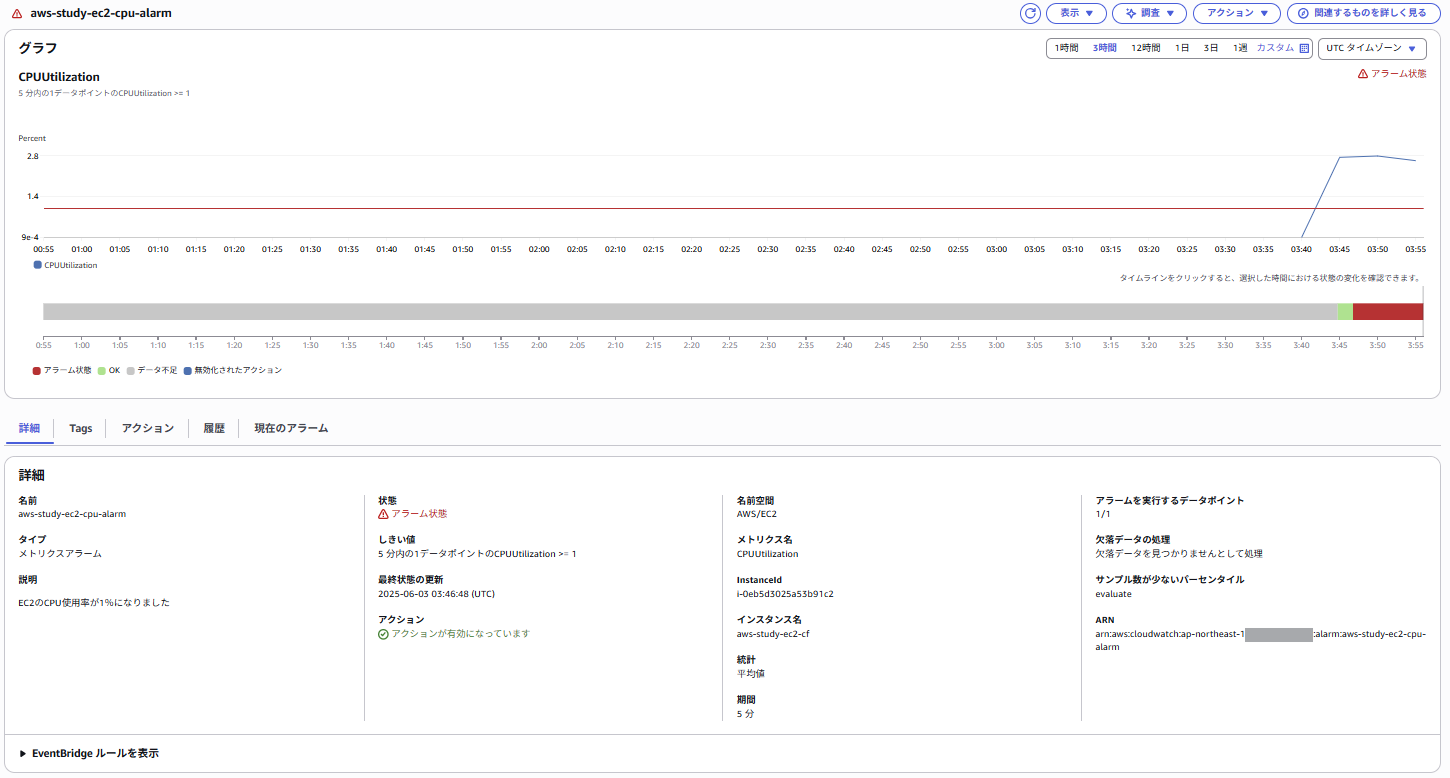 aws-study-ec2-cpu-alarm
表示 ▼
調査 ▼
アクション ▼
関連するものを詳しく見る
グラフ
1時間 3時間 12時間 1日 3日 1週 カスタム
UTC タイムゾーン ▼
CPUUtilization
アラーム状態
5 分内の1データポイントのCPUUtilization >= 1
Percent
2.8
1.4
9e-4
00:55 01:00 01:05 01:10 01:15 01:20 01:25 01:30 01:35 01:40 01:45 01:50 01:55 02:00 02:05 02:10 02:15 02:20 02:25 02:30 02:35 02:40 02:45 02:50 02:55 03:00 03:05 03:10 03:15 03:20 03:25 03:30 03:35 03:40 03:45 03:50 03:55
CPUUtilization
タイムラインをクリックすると、選択した時間における状態の変化を確認できます。
0:55 1:00 1:05 1:10 1:15 1:20 1:25 1:30 1:35 1:40 1:45 1:50 1:55 2:00 2:05 2:10 2:15 2:20 2:25 2:30 2:35 2:40 2:45 2:50 2:55 3:00 3:05 3:10 3:15 3:20 3:25 3:30 3:35 3:40 3:45 3:50 3:55
アラーム状態 OK データ不足 無効化されたアクション
詳細 Tags アクション 履歴 現在のアラーム
詳細
名前
aws-study-ec2-cpu-alarm
タイプ
メトリクスアラーム
説明
EC2のCPU使用率が1%になりました
状態
アラーム状態
しきい値
5 分内の1データポイントのCPUUtilization >= 1
最終状態の更新
2025-06-03 03:46:48 (UTC)
アクション
アクションが有効になっています
名前空間
AWS/EC2
メトリクス名
CPUUtilization
InstanceId
i-0eb5d3025a53b91c2
インスタンス名
aws-study-ec2-cf
統計
平均値
期間
5 分
アラームを実行するデータポイント
1/1
欠落データの処理
欠落データを見つかりませんとして処理
サンプル数が少ないパーセンタイル
evaluate
ARN
arn:aws:cloudwatch:ap-northeast-1 :alarm:aws-study-ec2-cpu-
alarm
▶ EventBridge ルールを表示